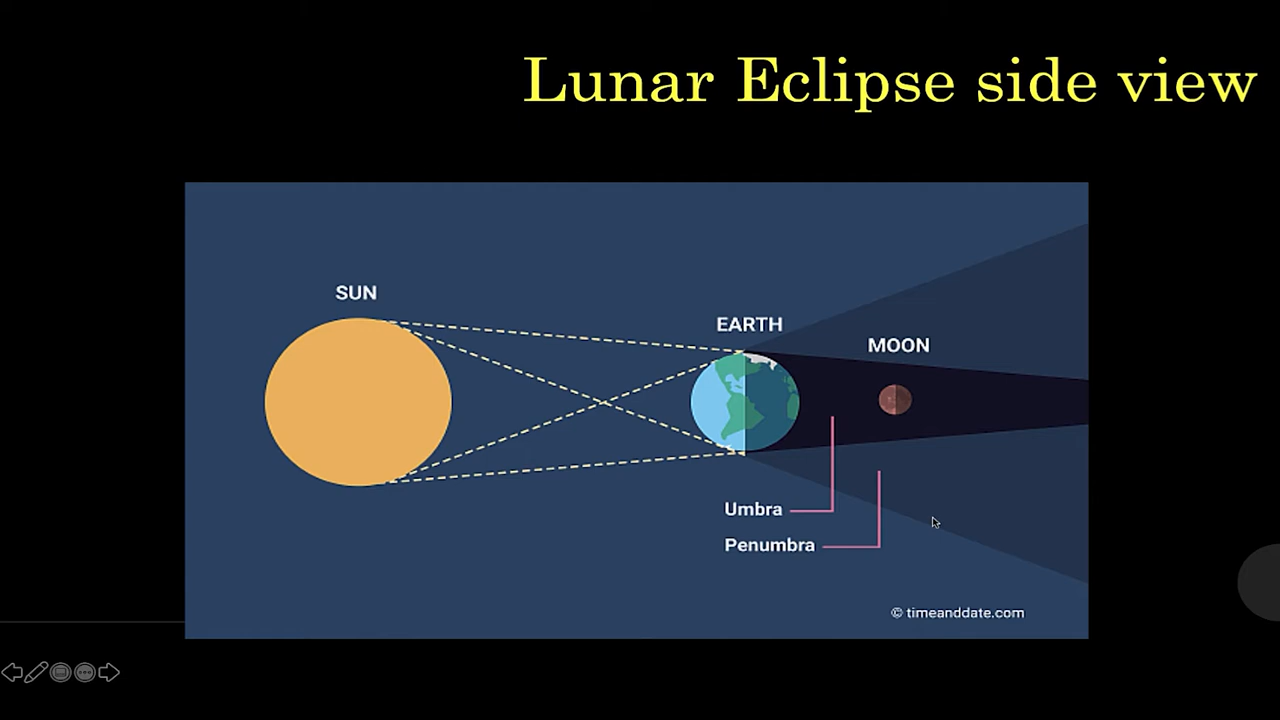 Lunar Eclipse side view
SUN
EARTH
MOON
Umbra
Penumbra
© timeanddate.com